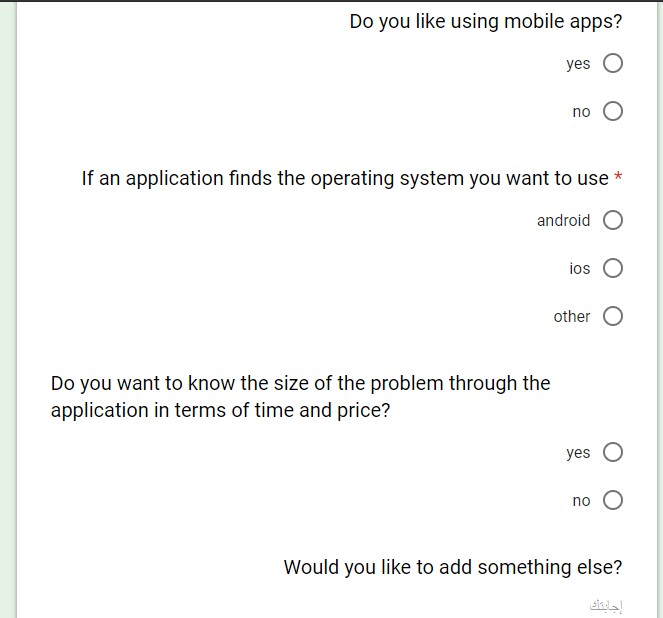 Do you like using mobile apps?
yes
no
If an application finds the operating system you want to use *
android
ios
other
Do you want to know the size of the problem through the
application in terms of time and price?
yes
no
Would you like to add something else?
إجابتك